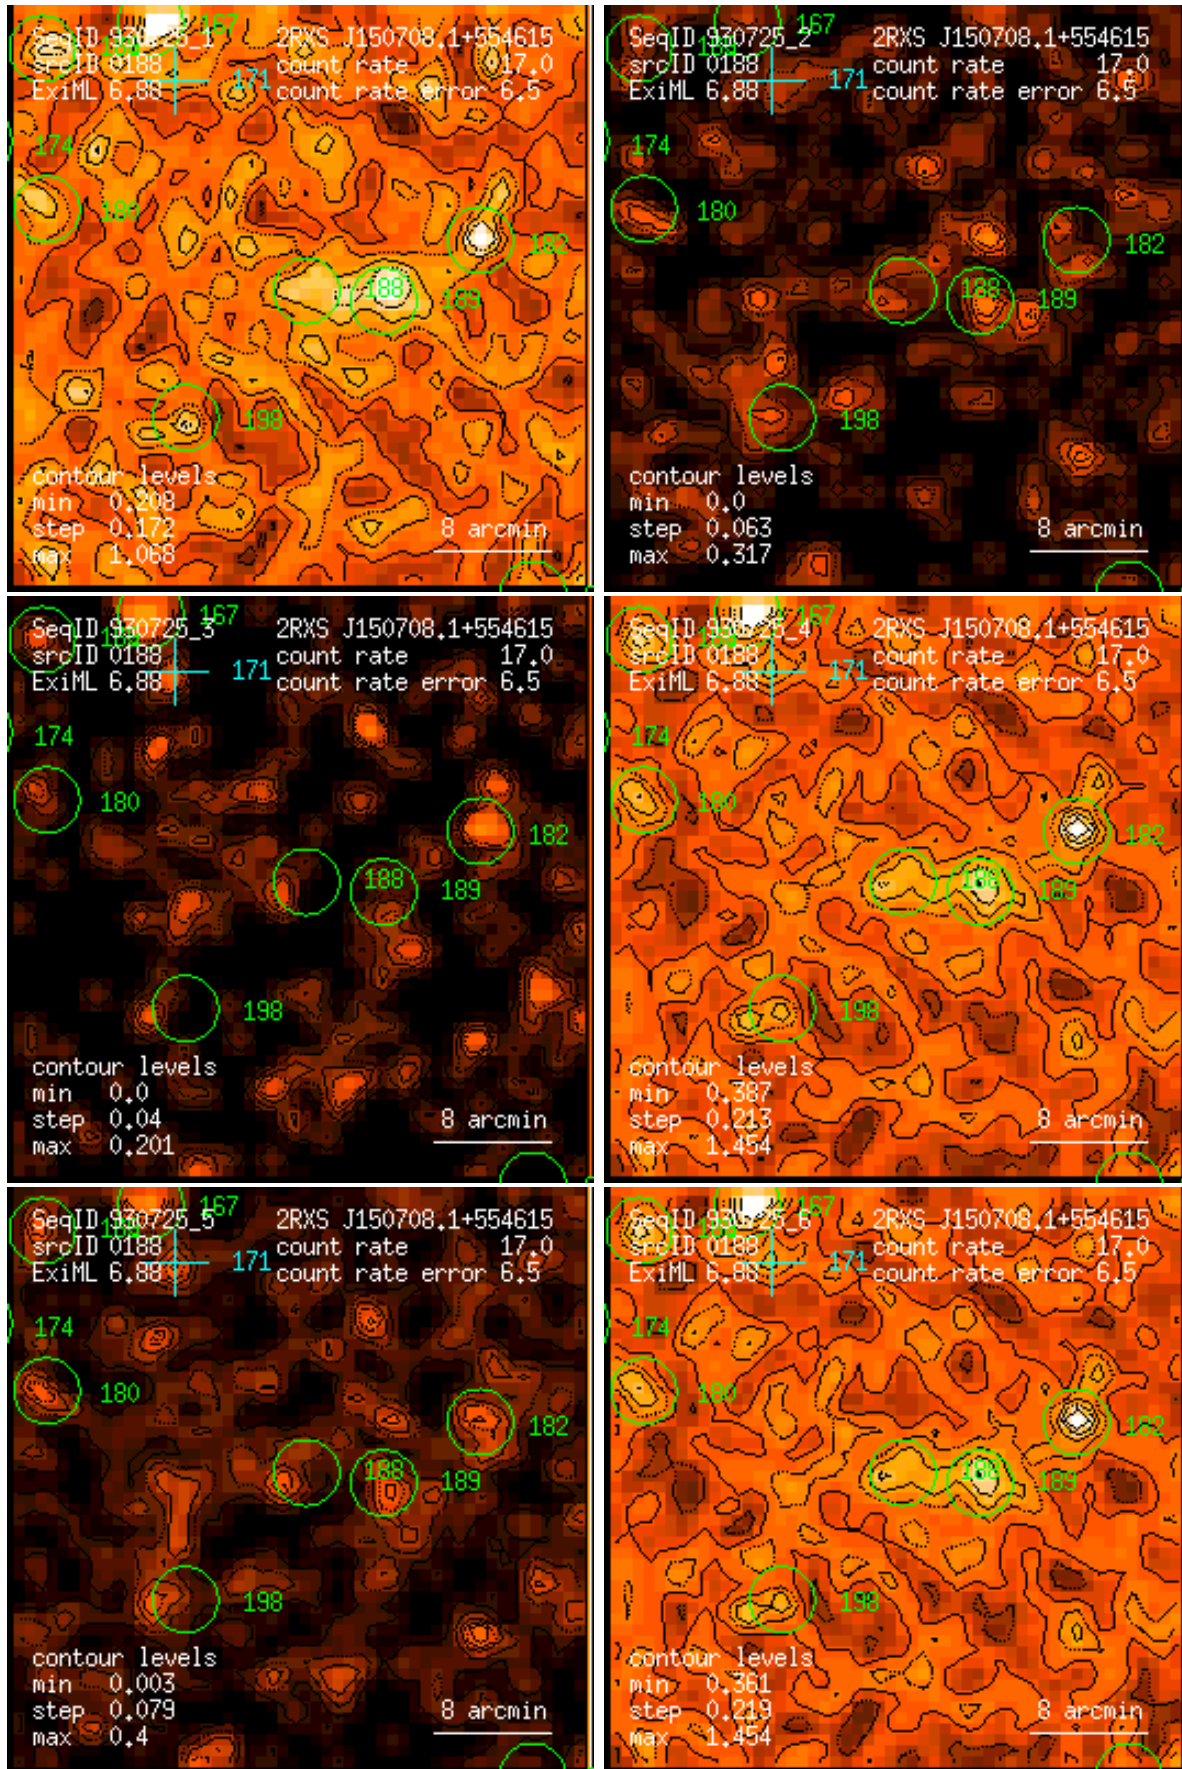 167
SeqID 930725_1 2RXS J150708.1+554615
srcID 0188 count rate 17.0
ExiML 6.88 171 count rate error 6.5
174
180
182
188 189
198
contour levels
min 0.208
step 0.172 8 arcmin
max 1.068
167
SeqID 930725_2 2RXS J150708.1+554615
srcID 0188 count rate 17.0
ExiML 6.88 171 count rate error 6.5
174
180
182
188 189
198
contour levels
min 0.0
step 0.063 8 arcmin
max 0.317
167
SeqID 930725_3 2RXS J150708.1+554615
srcID 0188 count rate 17.0
ExiML 6.88 171 count rate error 6.5
174
180
182
188 189
198
contour levels
min 0.0
step 0.04 8 arcmin
max 0.201
167
SeqID 930725_4 2RXS J150708.1+554615
srcID 0188 count rate 17.0
ExiML 6.88 171 count rate error 6.5
174
180
182
188 189
198
contour levels
min 0.387
step 0.213 8 arcmin
max 1.454
167
SeqID 930725_5 2RXS J150708.1+554615
srcID 0188 count rate 17.0
ExiML 6.88 171 count rate error 6.5
174
180
182
188 189
198
contour levels
min 0.003
step 0.079 8 arcmin
max 0.4
167
SeqID 930725_6 2RXS J150708.1+554615
srcID 0188 count rate 17.0
ExiML 6.88 171 count rate error 6.5
174
180
182
188 189
198
contour levels
min 0.361
step 0.219 8 arcmin
max 1.454